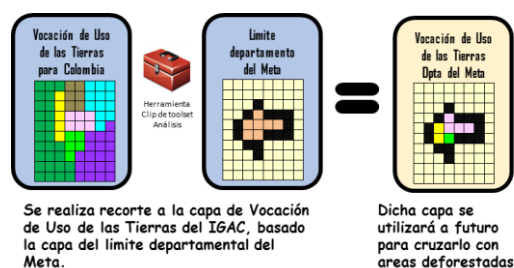 Vocación de Uso
de las Tierras
para Colombia
Herramienta
Clip de toolset
Análisis
Limite
departamento
del Meta
Vocación de Uso
de las Tierras
Dpta del Meta
Se realiza recorte a la capa de Vocación
de Uso de las Tierras del IGAC, basado
la capa del limite departamental del
Meta.
Dicha capa se
utilizará a futuro
para cruzarlo con
areas deforestadas